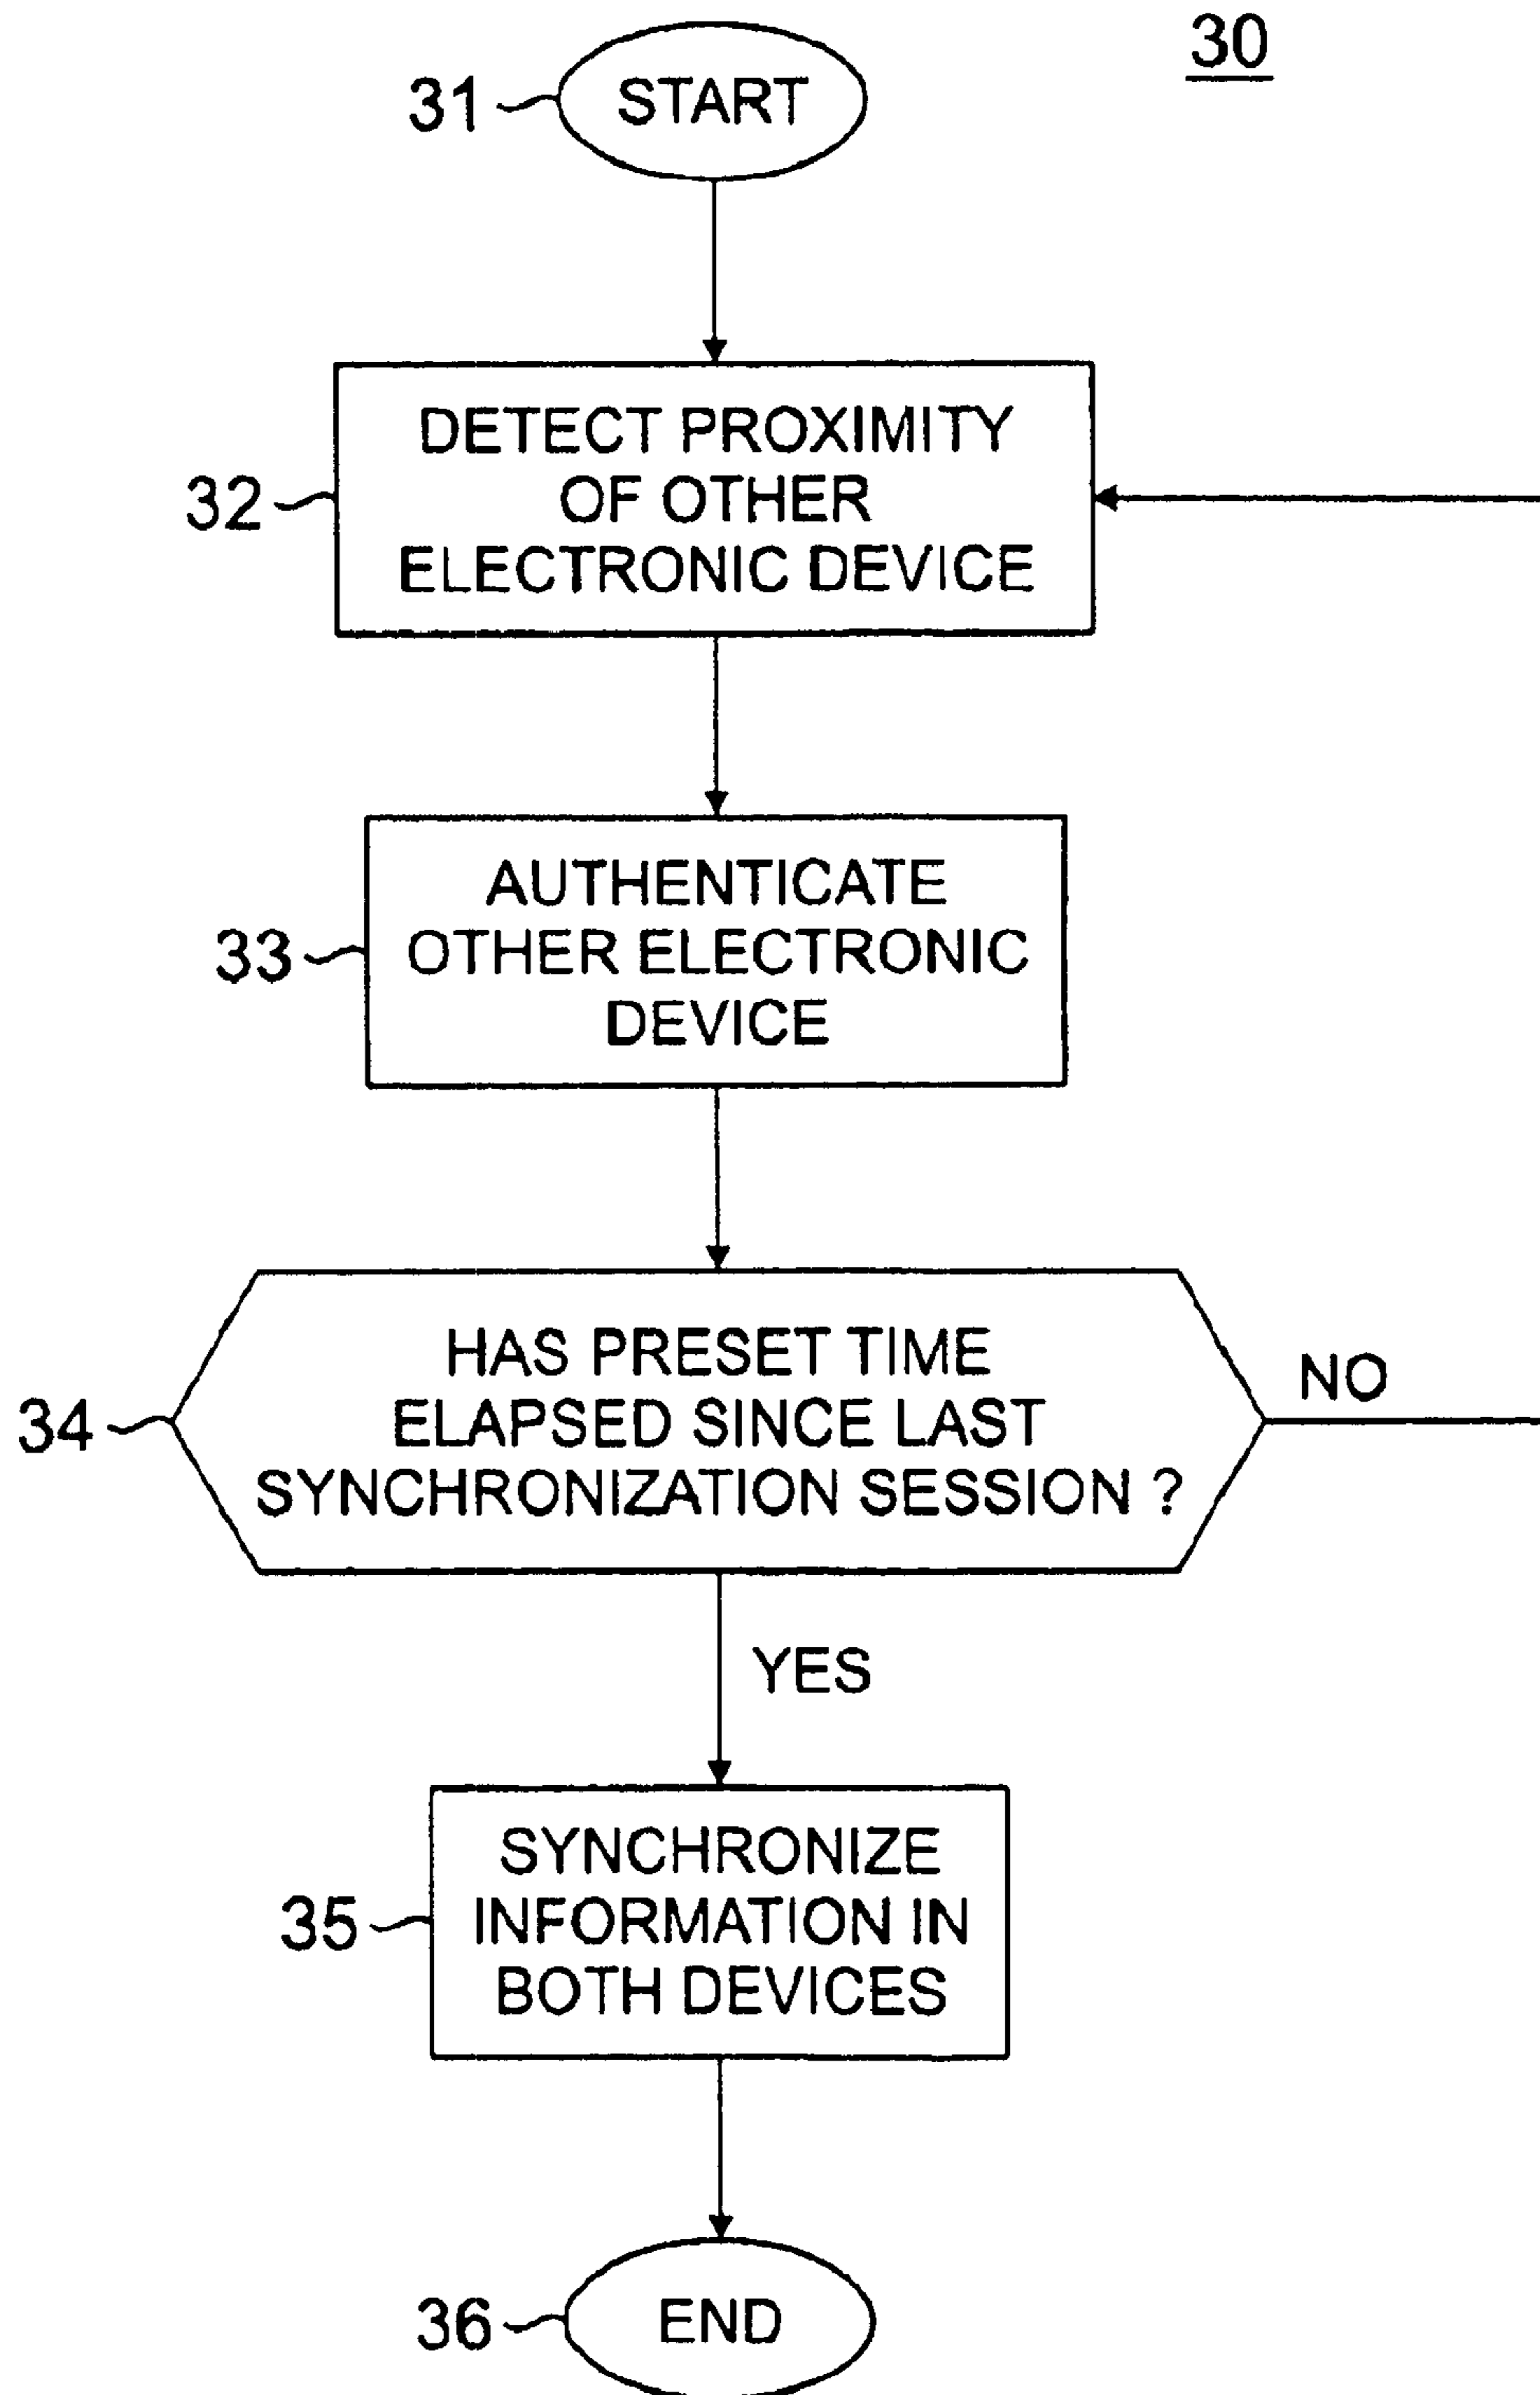 30
31
START
DETECT PROXIMITY
OF OTHER
ELECTRONIC DEVICE
32
AUTHENTICATE
OTHER ELECTRONIC
DEVICE
33
HAS PRESET TIME
ELAPSED SINCE LAST
SYNCHRONIZATION SESSION ?
34
NO
YES
SYNCHRONIZE
INFORMATION IN
BOTH DEVICES
35
36
END